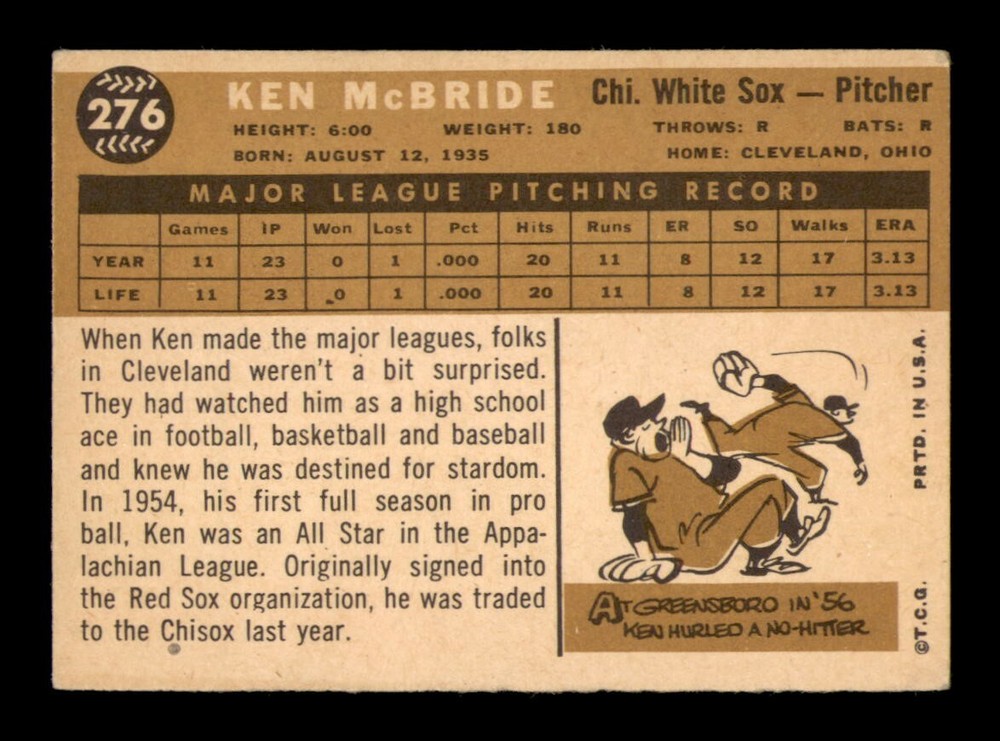 276
KEN McBRIDE Chi. White Sox — Pitcher
HEIGHT: 6:00 WEIGHT: 180 THROWS: R BATS: R
BORN: AUGUST 12, 1935 HOME: CLEVELAND, OHIO
MAJOR LEAGUE PITCHING RECORD
Games IP Won Lost Pct Hits Runs ER SO Walks ERA
YEAR 11 23 0 1 .000 20 11 8 12 17 3.13
LIFE 11 23 0 1 .000 20 11 8 12 17 3.13
When Ken made the major leagues, folks
in Cleveland weren't a bit surprised.
They had watched him as a high school
ace in football, basketball and baseball
and knew he was destined for stardom.
In 1954, his first full season in pro
ball, Ken was an All Star in the Appa-
lachian League. Originally signed into
the Red Sox organization, he was traded
to the Chisox last year.
AT GREENSBORO IN '56
KEN HURLED A NO-HITTER
©T.C.G. PRTD. IN U.S.A.